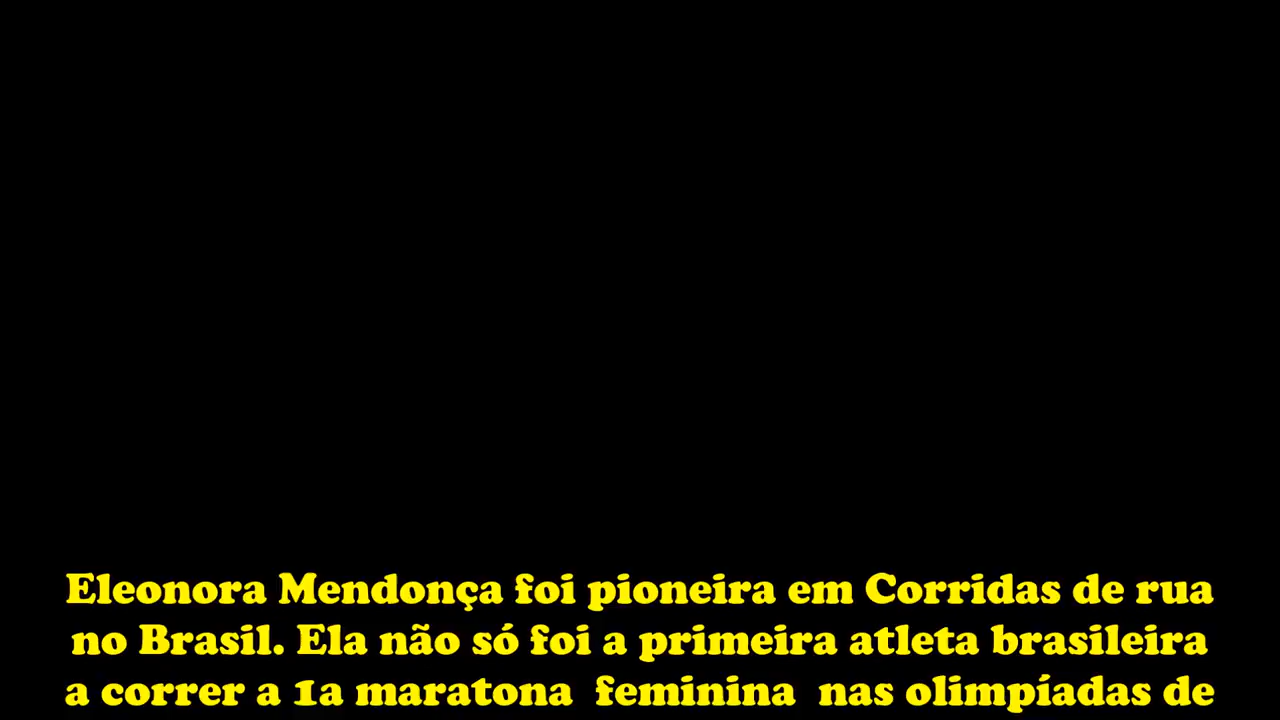 Eleonora Mendonça foi pioneira em Corridas de rua
no Brasil. Ela não só foi a primeira atleta brasileira
a correr a 1a maratona feminina nas olimpíadas de